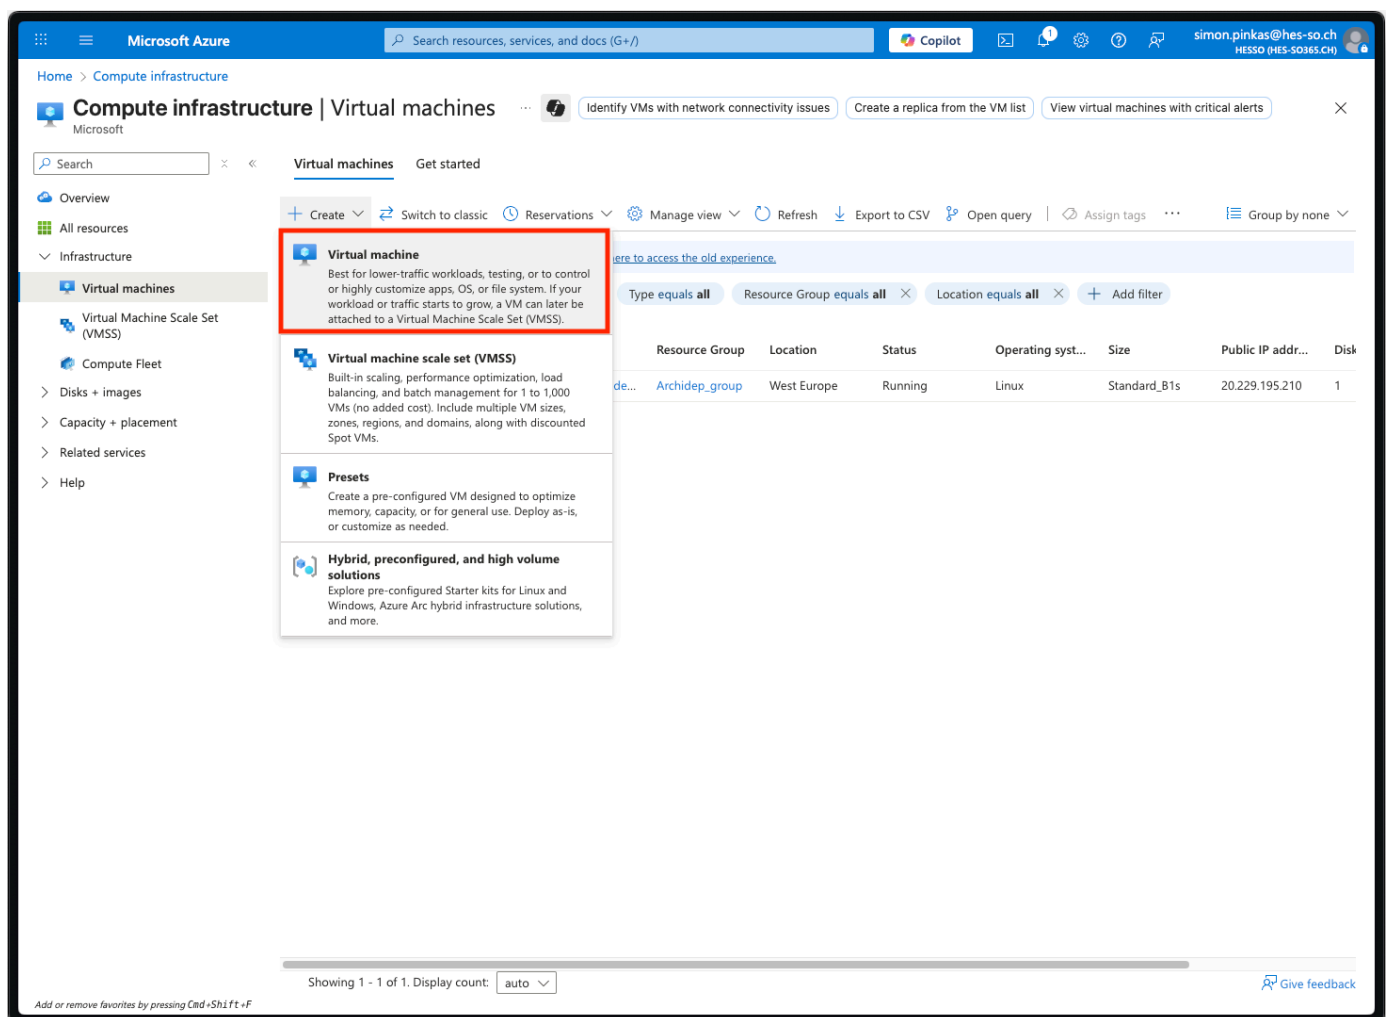 Microsoft Azure
Search resources, services, and docs (G+/)
Copilot
1
simon.pinkas@hes-so.ch
HESSO (HES-SO365.CH)
Home > Compute infrastructure
Compute infrastructure | Virtual machines
Microsoft
Identify VMs with network connectivity issues
Create a replica from the VM list
View virtual machines with critical alerts
Search
Overview
All resources
Infrastructure
Virtual machines
Virtual Machine Scale Set
(VMSS)
Compute Fleet
Disks + images
Capacity + placement
Related services
Help
Virtual machines
Get started
Create
Switch to classic
Reservations
Manage view
Refresh
Export to CSV
Open query
Assign tags
Group by none
Virtual machine
Best for lower-traffic workloads, testing, or to control
or highly customize apps, OS, or file system. If your
workload or traffic starts to grow, a VM can later be
attached to a Virtual Machine Scale Set (VMSS).
Virtual machine scale set (VMSS)
Built-in scaling, performance optimization, load
balancing, and batch management for 1 to 1,000
VMs (no added cost). Include multiple VM sizes,
zones, regions, and domains, along with discounted
Spot VMs.
Presets
Create a pre-configured VM designed to optimize
memory, capacity, or for general use. Deploy as-is,
or customize as needed.
Hybrid, preconfigured, and high volume
solutions
Explore pre-configured Starter kits for Linux and
Windows, Azure Arc hybrid infrastructure solutions,
and more.
ere to access the old experience.
Type equals all
Resource Group equals all
Location equals all
Add filter
Resource Group Location Status Operating syst... Size Public IP addr... Disk
de... Archidep_group West Europe Running Linux Standard_B1s 20.229.195.210 1
Showing 1 - 1 of 1. Display count: auto
Give feedback
Add or remove favorites by pressing Cmd+Shift+F